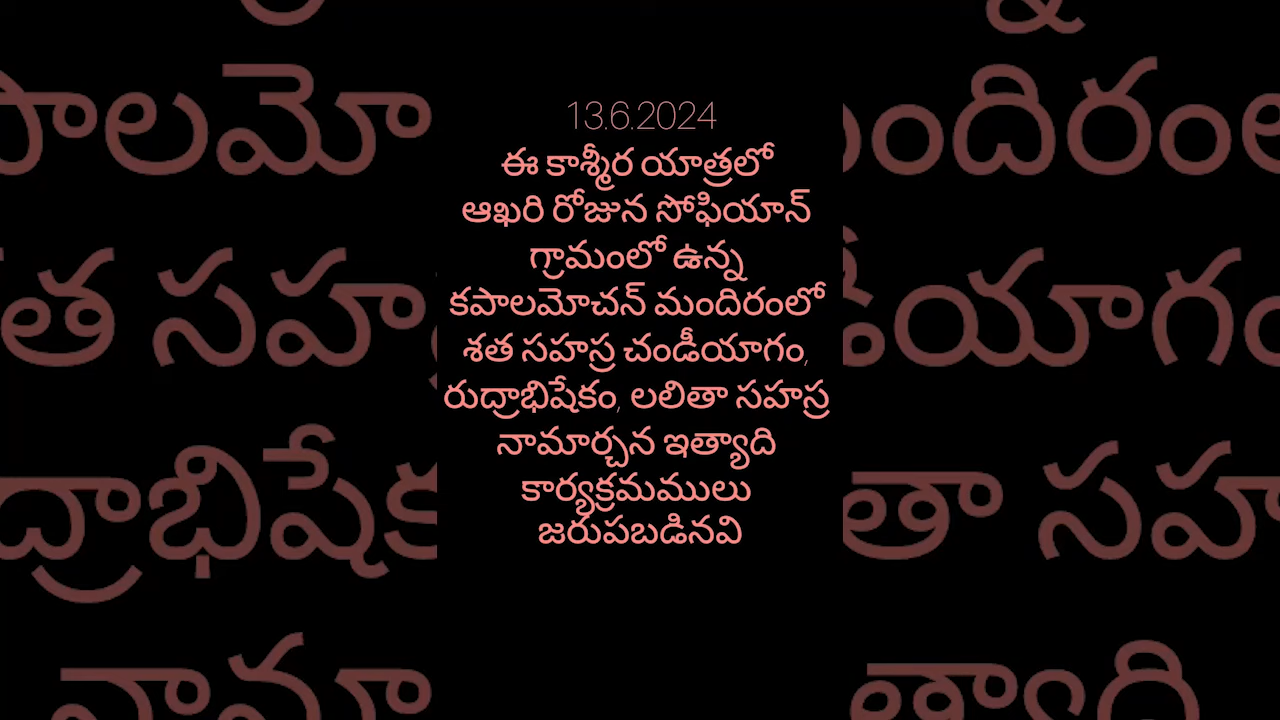 13.6.2024
ఈ కాశ్మీర యాత్రలో
ఆఖరి రోజున సోఫియాన్
గ్రామంలో ఉన్న
కపాలమోచన్ మందిరంలో
శత సహస్ర చండీయాగం,
రుద్రాభిషేకం, లలితా సహస్ర
నామార్చన ఇత్యాది
కార్యక్రమములు
జరుపబడినవి